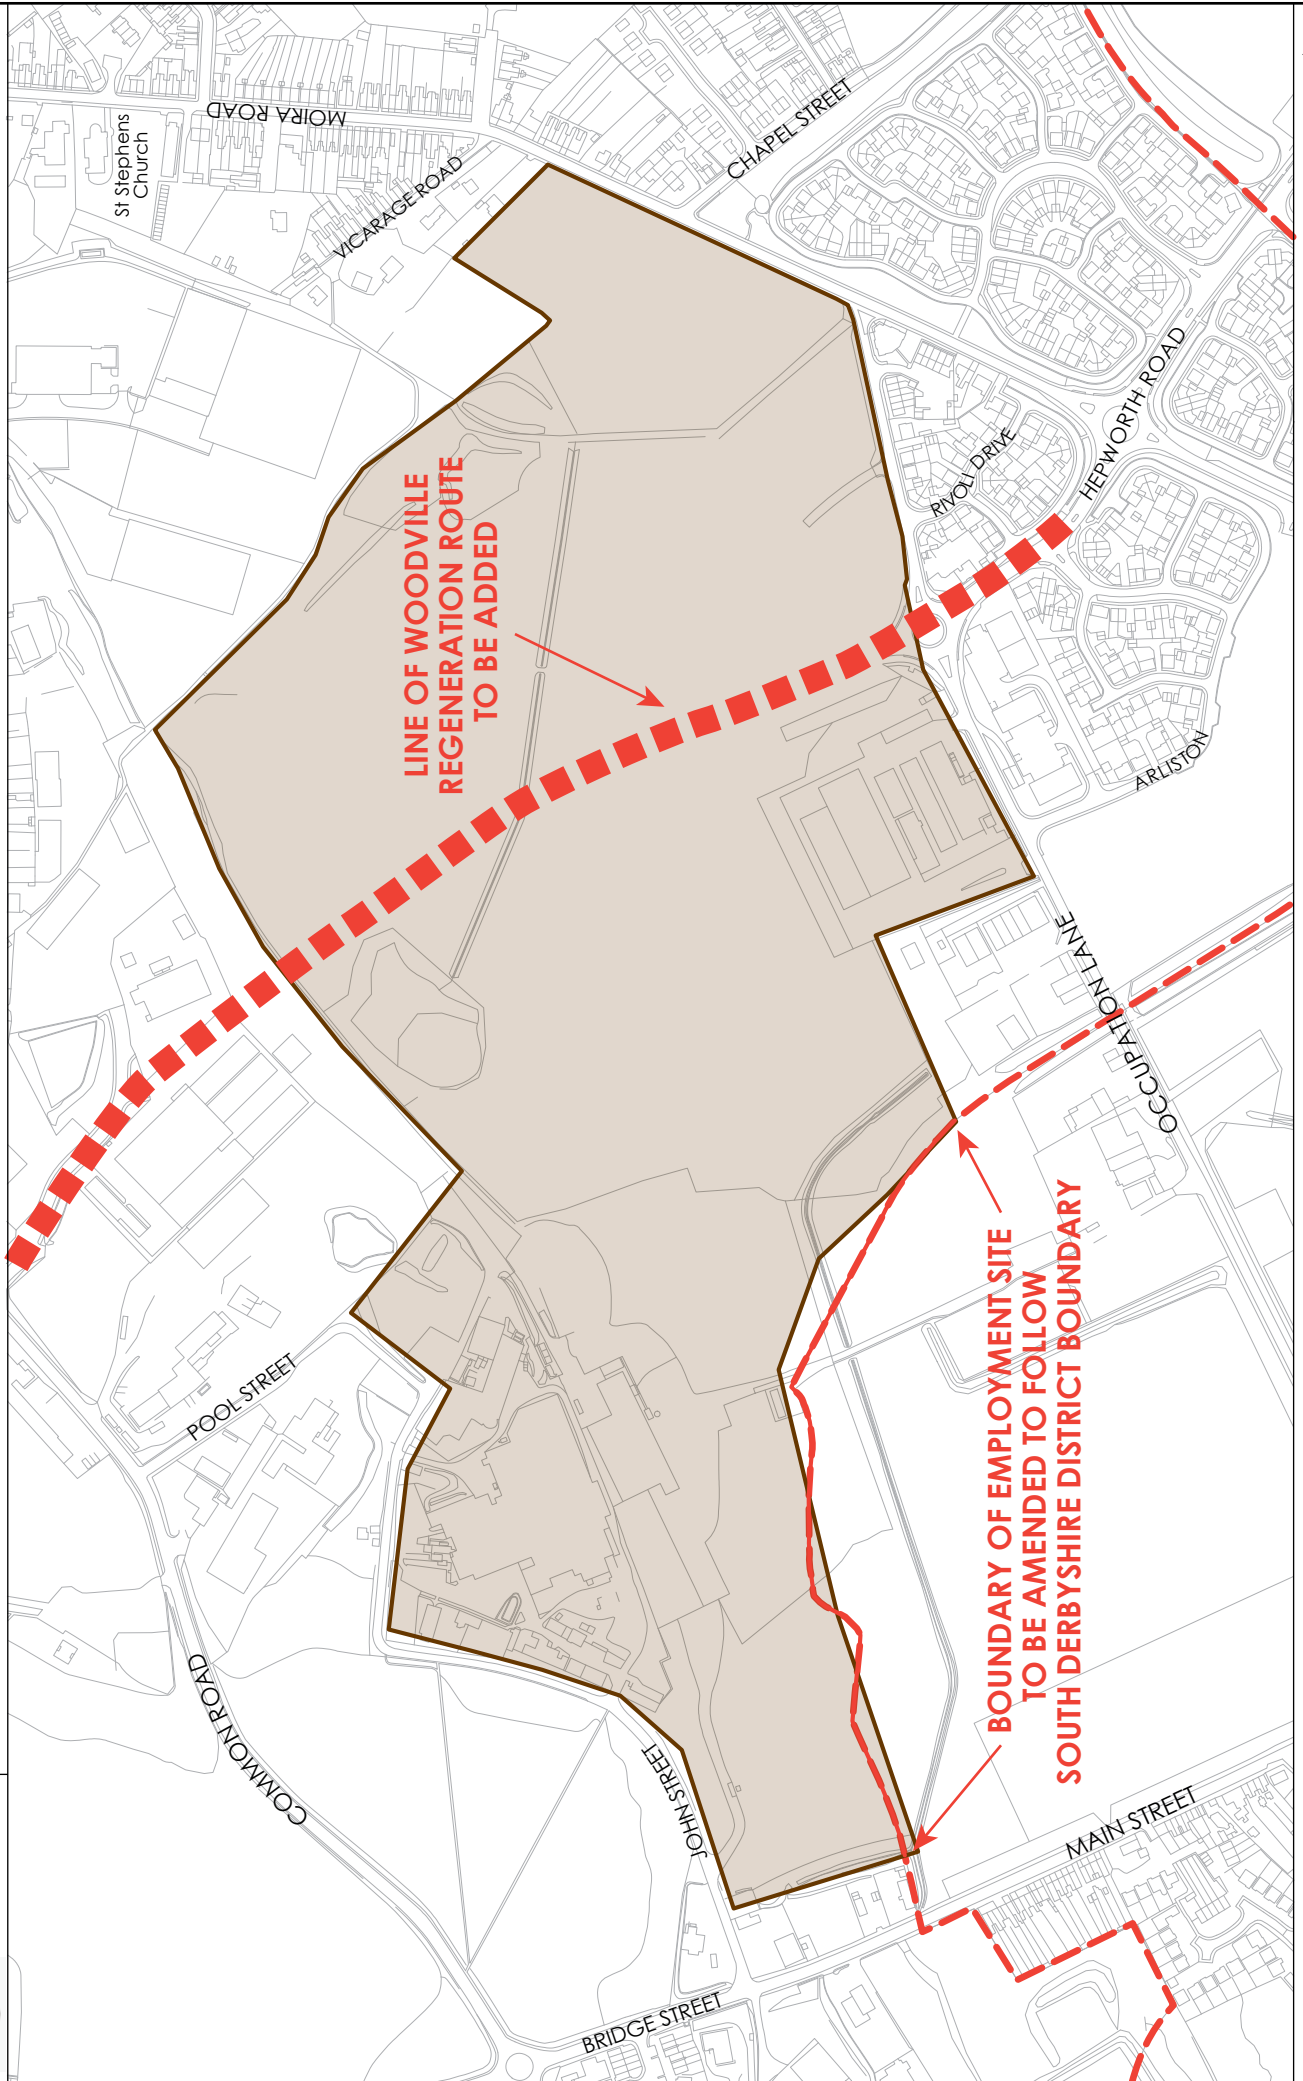 MOIRA ROAD
St Stephens
Church
VICARAGE ROAD
CHAPEL STREET
LINE OF WOODVILLE
REGENERATION ROUTE
TO BE ADDED
RIVOLI DRIVE
HEPWORTH ROAD
ARLISTON
OCCCUPATION LANE
POOL STREET
BOUNDARY OF EMPLOYMENT SITE
TO BE AMENDED TO FOLLOW
SOUTH DERBYSHIRE DISTRICT BOUNDARY
COMMON ROAD
JOHN STREET
MAIN STREET
BRIDGE STREET